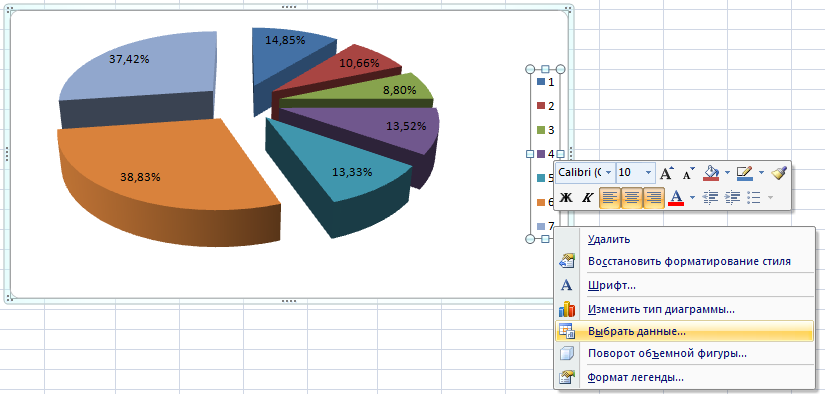 14,85%
37,42%
10,66%
8,80%
13,52%
13,33%
38,83%
1
2
3
4
5
6
7
Calibri (С 10 А А
Ж К А
Удалить
Восстановить форматирование стиля
А Шрифт...
Изменить тип диаграммы...
Выбрать данные...
Поворот объемной фигуры...
Формат легенды...